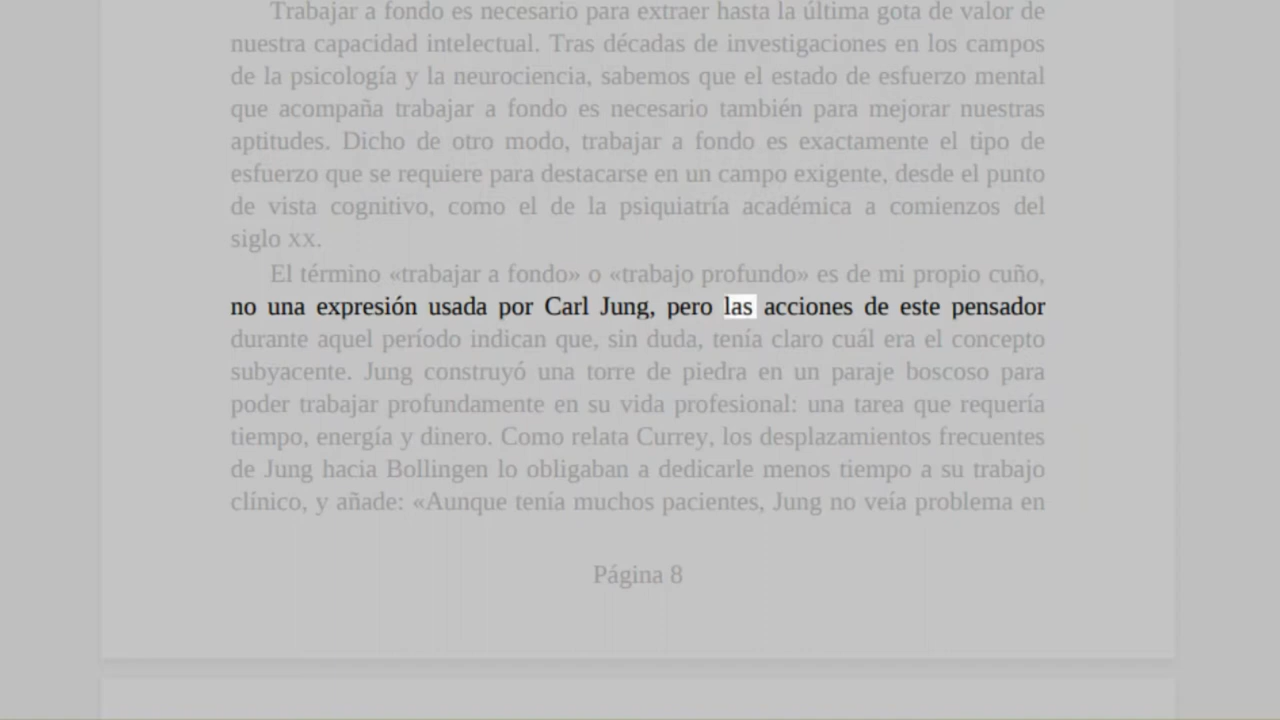 Trabajar a fondo es necesario para extraer hasta la última gota de valor de
nuestra capacidad intelectual. Tras décadas de investigaciones en los campos
de la psicología y la neurociencia, sabemos que el estado de esfuerzo mental
que acompaña trabajar a fondo es necesario también para mejorar nuestras
aptitudes. Dicho de otro modo, trabajar a fondo es exactamente el tipo de
esfuerzo que se requiere para destacarse en un campo exigente, desde el punto
de vista cognitivo, como el de la psiquiatría académica a comienzos del
siglo XX.
El término «trabajar a fondo» o «trabajo profundo» es de mi propio cuño,
no una expresión usada por Carl Jung, pero las acciones de este pensador
durante aquel período indican que, sin duda, tenía claro cuál era el concepto
subyacente. Jung construyó una torre de piedra en un paraje boscoso para
poder trabajar profundamente en su vida profesional: una tarea que requería
tiempo, energía y dinero. Como relata Currey, los desplazamientos frecuentes
de Jung hacia Bollingen lo obligaban a dedicarle menos tiempo a su trabajo
clínico, y añade: «Aunque tenía muchos pacientes, Jung no veía problema en
Página 8